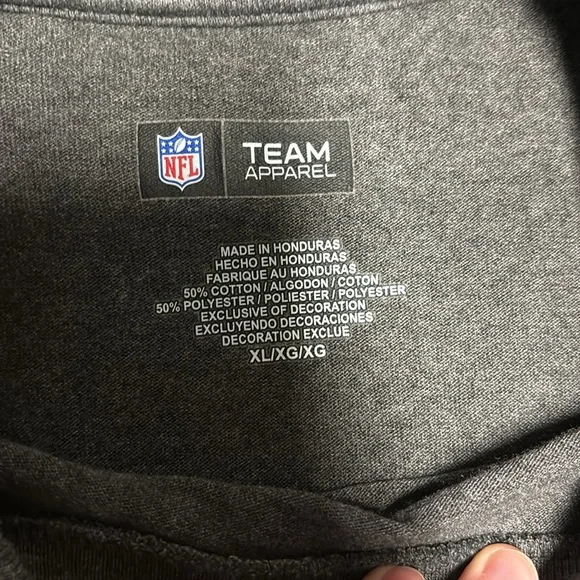 NFL
TEAM
APPAREL
MADE IN HONDURAS
HECHO EN HONDURAS
FABRIQUE AU HONDURAS
50% COTTON / ALGODON / COTON
50% POLYESTER / POLIESTER / POLYESTER
EXCLUSIVE OF DECORATION
EXCLUYENDO DECORACIONES
DECORATION EXCLUE
XL/XG/XG